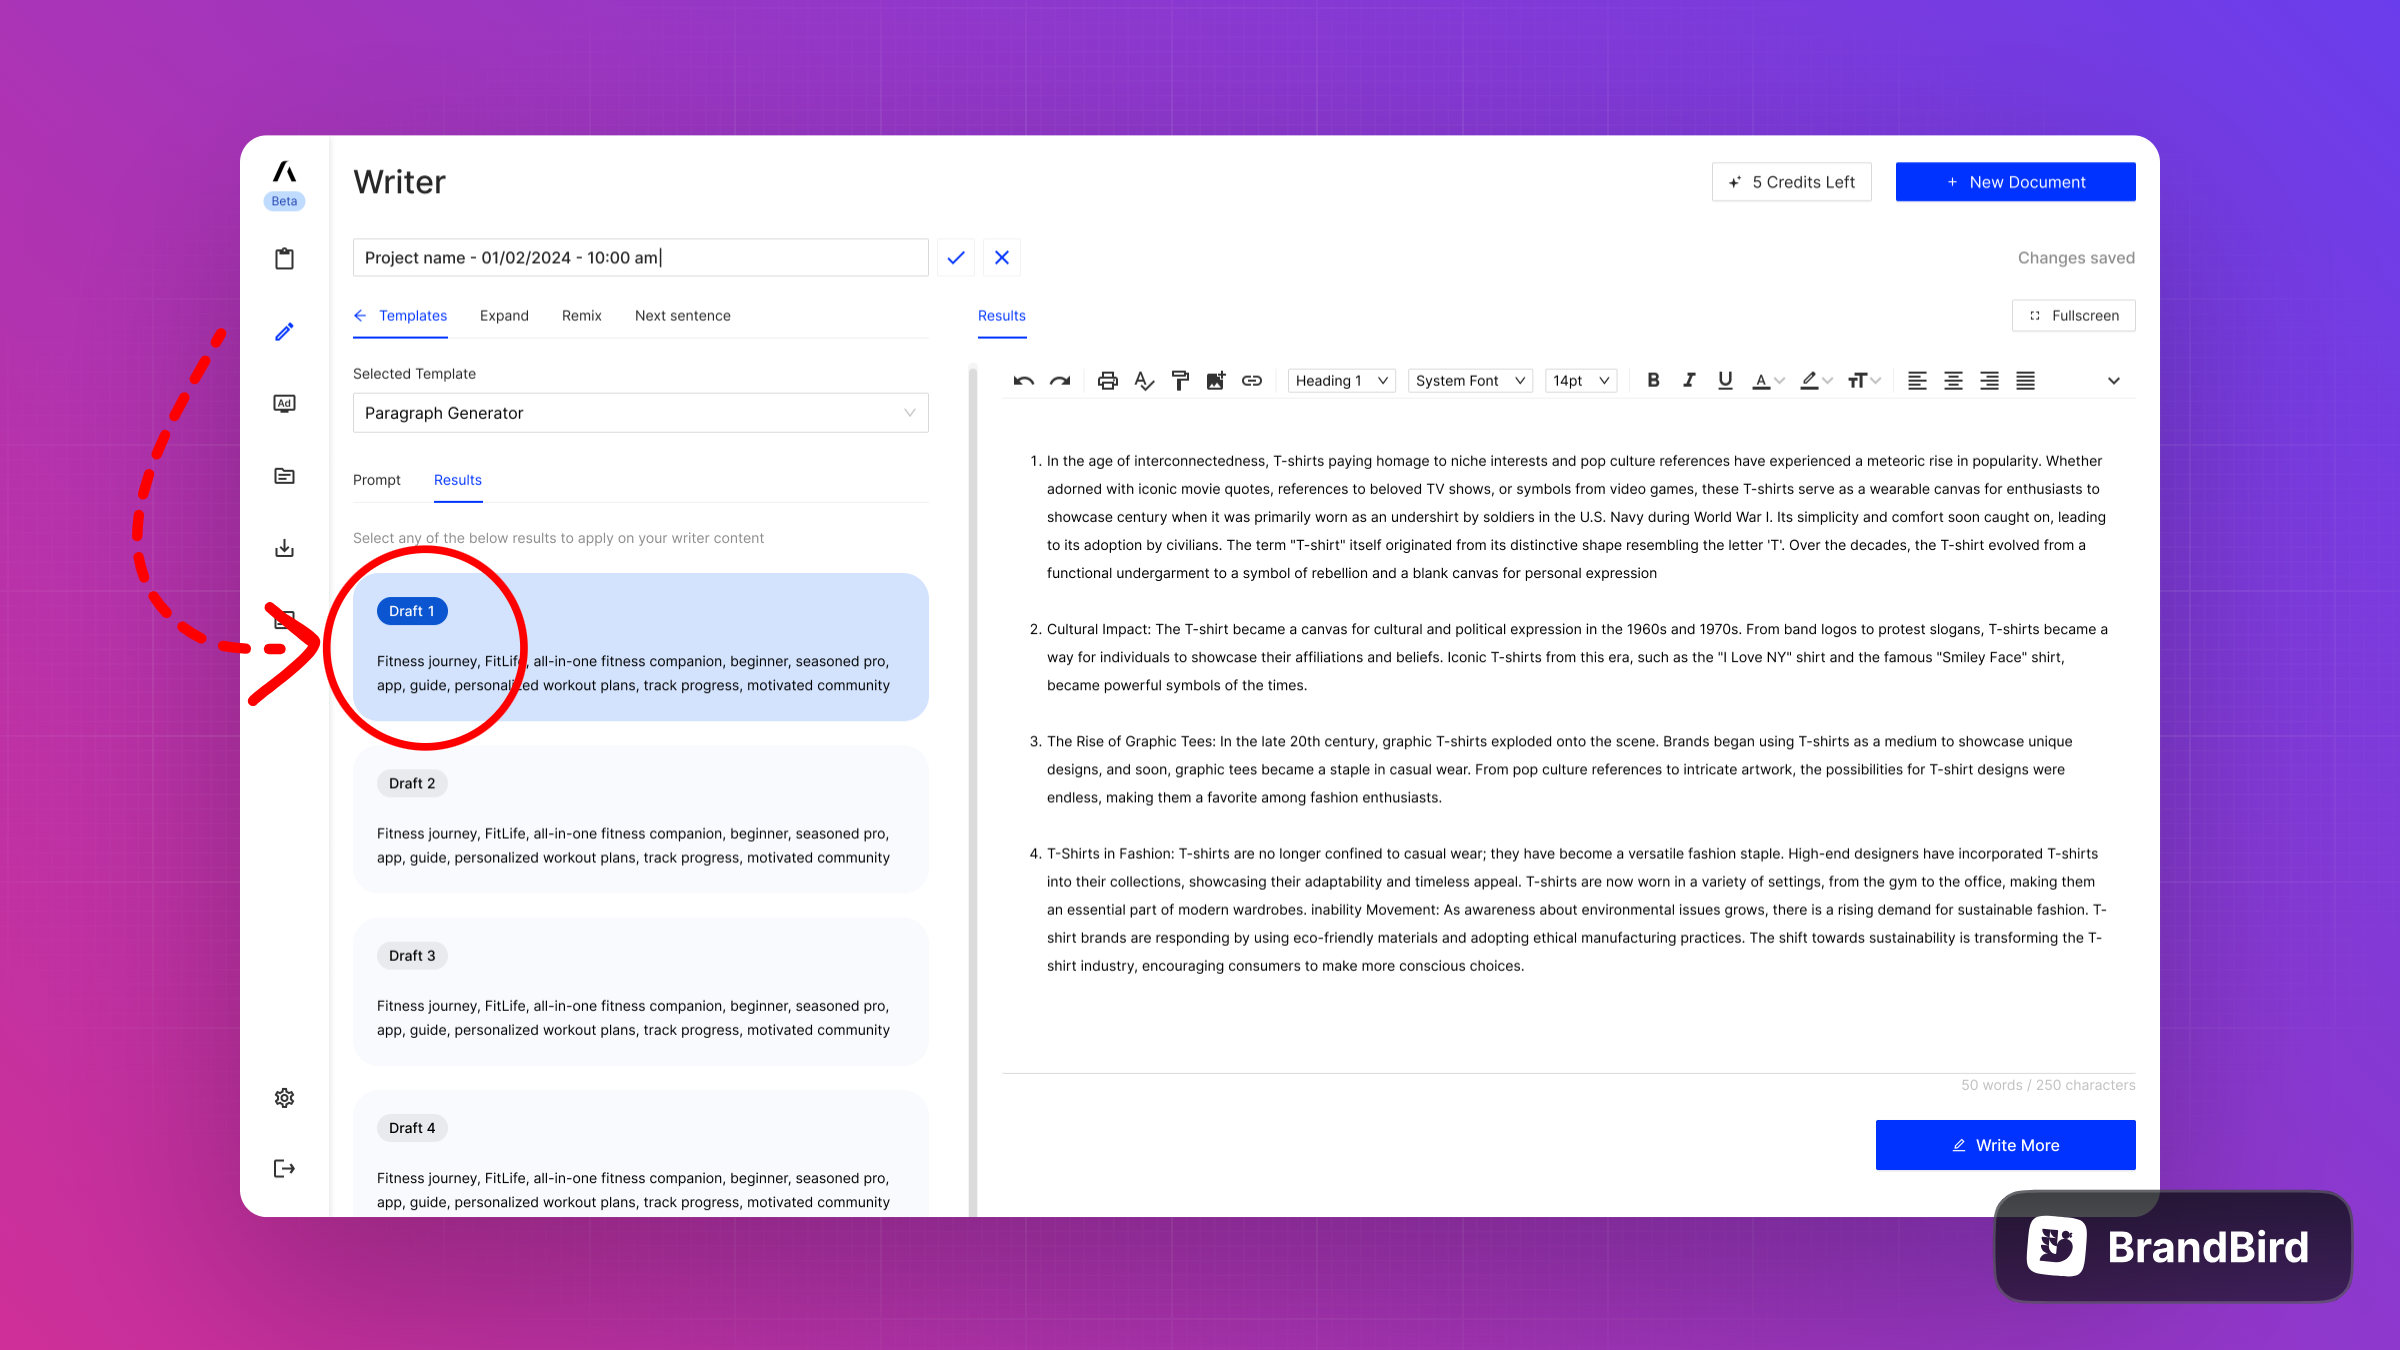 Writer
5 Credits Left
+ New Document
Beta
Project name - 01/02/2024 - 10:00 am
Changes saved
Templates
Expand
Remix
Next sentence
Results
Fullscreen
Selected Template
Paragraph Generator
Heading 1
System Font
14pt
B I U A TT
Ad
Prompt
Results
Select any of the below results to apply on your writer content
Draft 1
Fitness journey, FitLife, all-in-one fitness companion, beginner, seasoned pro,
app, guide, personalized workout plans, track progress, motivated community
Draft 2
Fitness journey, FitLife, all-in-one fitness companion, beginner, seasoned pro,
app, guide, personalized workout plans, track progress, motivated community
Draft 3
Fitness journey, FitLife, all-in-one fitness companion, beginner, seasoned pro,
app, guide, personalized workout plans, track progress, motivated community
Draft 4
Fitness journey, FitLife, all-in-one fitness companion, beginner, seasoned pro,
app, guide, personalized workout plans, track progress, motivated community
1. In the age of interconnectedness, T-shirts paying homage to niche interests and pop culture references have experienced a meteoric rise in popularity. Whether
adorned with iconic movie quotes, references to beloved TV shows, or symbols from video games, these T-shirts serve as a wearable canvas for enthusiasts to
showcase century when it was primarily worn as an undershirt by soldiers in the U.S. Navy during World War I. Its simplicity and comfort soon caught on, leading
to its adoption by civilians. The term "T-shirt" itself originated from its distinctive shape resembling the letter 'T'. Over the decades, the T-shirt evolved from a
functional undergarment to a symbol of rebellion and a blank canvas for personal expression
2. Cultural Impact: The T-shirt became a canvas for cultural and political expression in the 1960s and 1970s. From band logos to protest slogans, T-shirts became a
way for individuals to showcase their affiliations and beliefs. Iconic T-shirts from this era, such as the "I Love NY" shirt and the famous "Smiley Face" shirt,
became powerful symbols of the times.
3. The Rise of Graphic Tees: In the late 20th century, graphic T-shirts exploded onto the scene. Brands began using T-shirts as a medium to showcase unique
designs, and soon, graphic tees became a staple in casual wear. From pop culture references to intricate artwork, the possibilities for T-shirt designs were
endless, making them a favorite among fashion enthusiasts.
4. T-Shirts in Fashion: T-shirts are no longer confined to casual wear; they have become a versatile fashion staple. High-end designers have incorporated T-shirts
into their collections, showcasing their adaptability and timeless appeal. T-shirts are now worn in a variety of settings, from the gym to the office, making them
an essential part of modern wardrobes. inability Movement: As awareness about environmental issues grows, there is a rising demand for sustainable fashion. T-
shirt brands are responding by using eco-friendly materials and adopting ethical manufacturing practices. The shift towards sustainability is transforming the T-
shirt industry, encouraging consumers to make more conscious choices.
50 words / 250 characters
Write More
BrandBird